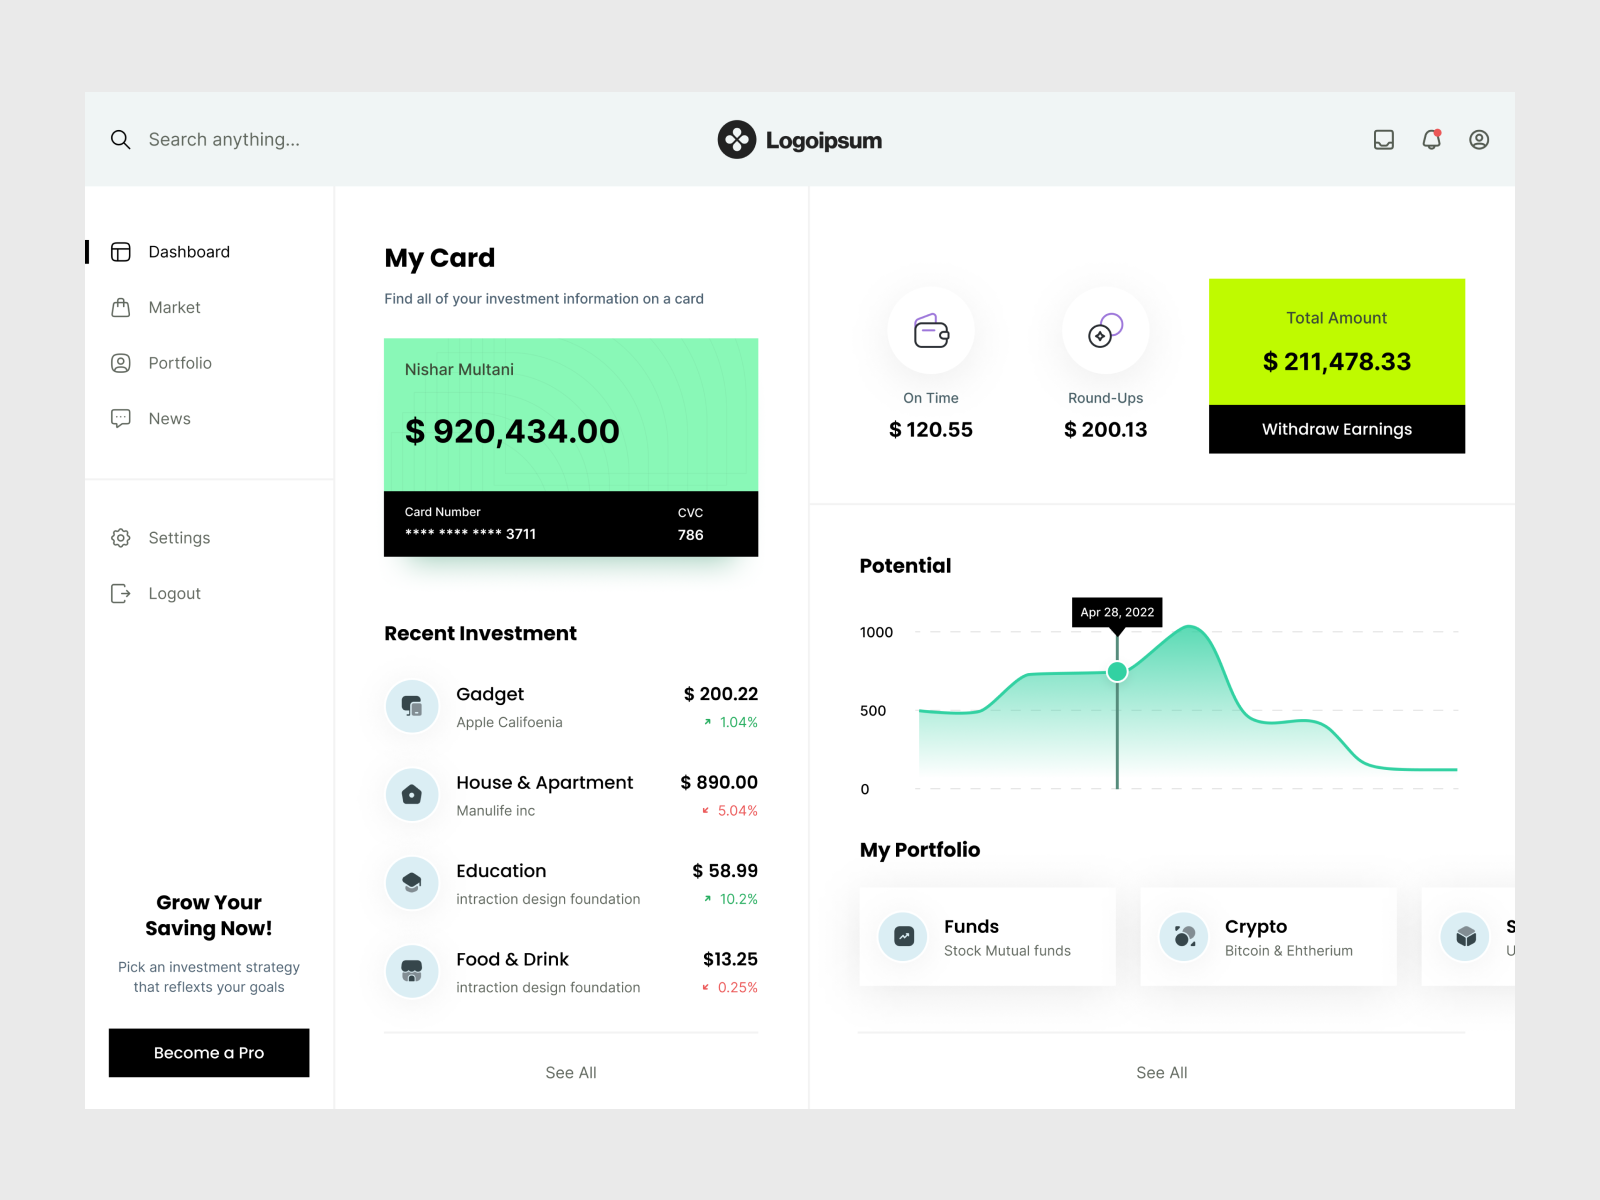 Search anything...
Logoipsum
Dashboard
Market
Portfolio
News
Settings
Logout
Grow Your
Saving Now!
Pick an investment strategy
that reflexts your goals
Become a Pro
My Card
Find all of your investment information on a card
Nishar Multani
$ 920,434.00
Card Number
CVC
**** **** **** 3711
786
Recent Investment
Gadget
$ 200.22
Apple Califoenia
1.04%
House & Apartment
$ 890.00
Manulife inc
5.04%
Education
$ 58.99
intraction design foundation
10.2%
Food & Drink
$13.25
intraction design foundation
0.25%
See All
On Time
$ 120.55
Round-Ups
$ 200.13
Total Amount
$ 211,478.33
Withdraw Earnings
Potential
Apr 28, 2022
1000
500
0
My Portfolio
Funds
Stock Mutual funds
Crypto
Bitcoin & Ehtherium
See All